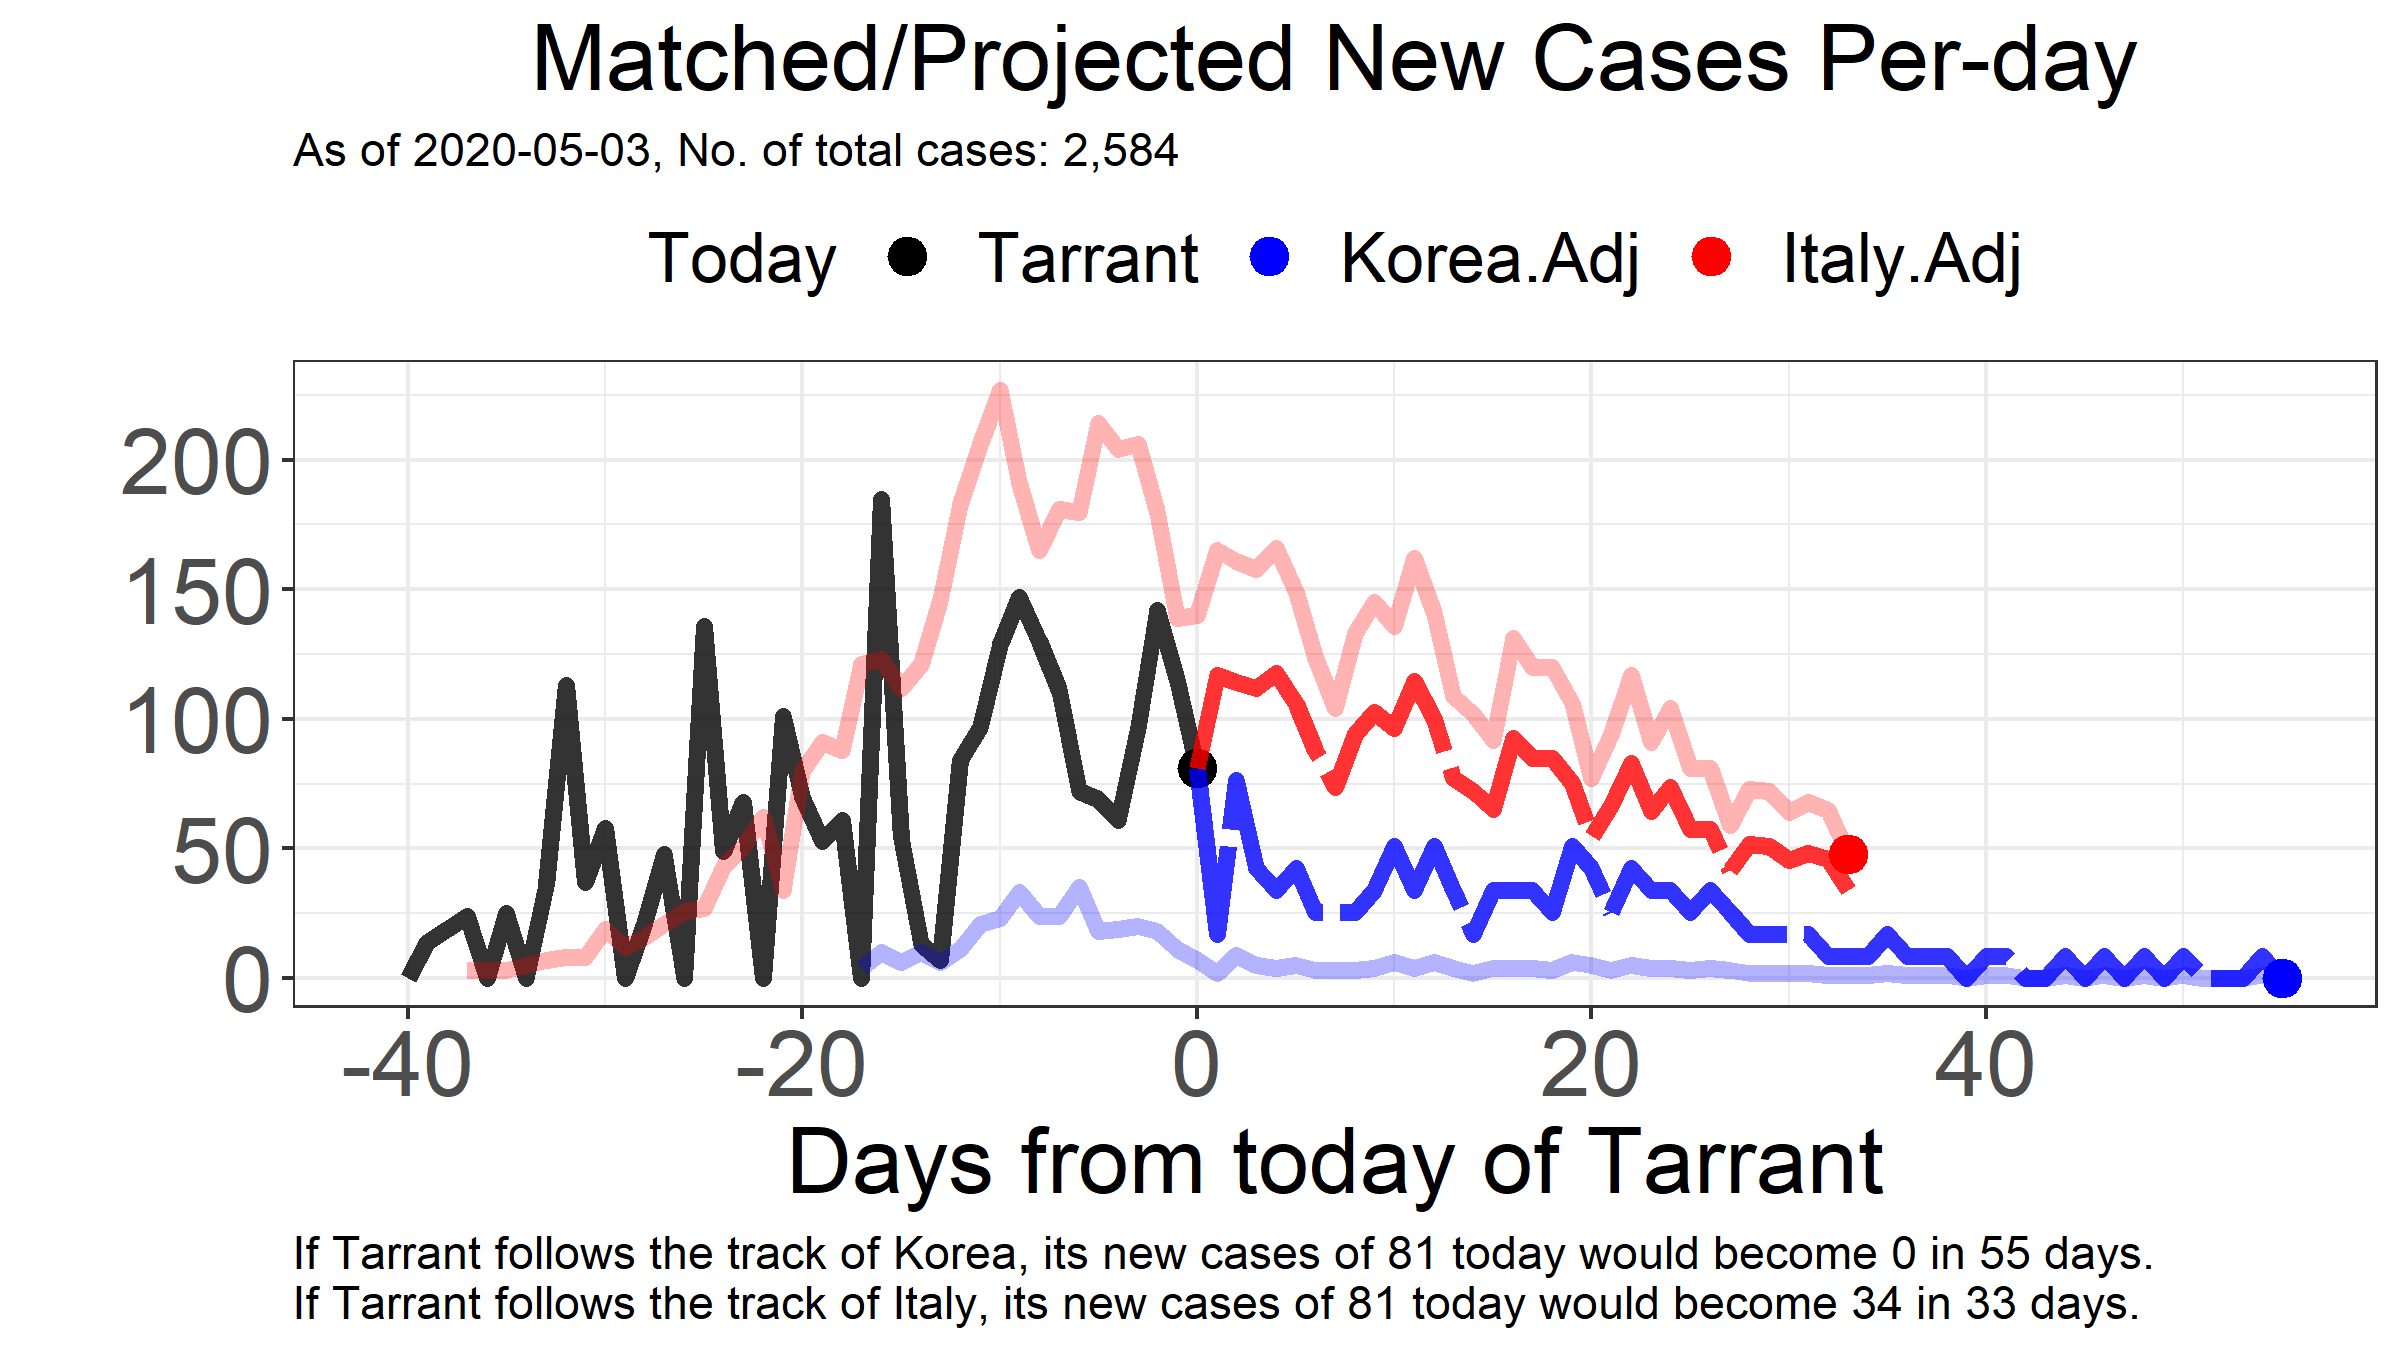 Matched/Projected New Cases Per-day
As of 2020-05-03, No. of total cases: 2,584
Today Tarrant Korea.Adj Italy.Adj
200
150
100
50
0
-40 -20 0 20 40
Days from today of Tarrant
If Tarrant follows the track of Korea, its new cases of 81 today would become 0 in 55 days.
If Tarrant follows the track of Italy, its new cases of 81 today would become 34 in 33 days.